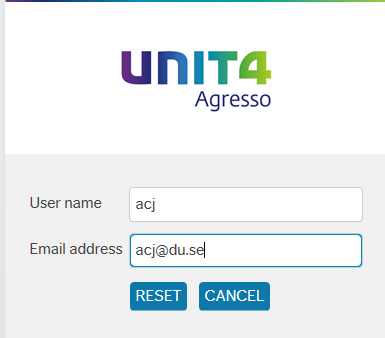 UNIT4
Agresso
User name acj
Email address acj@du.se
RESET CANCEL